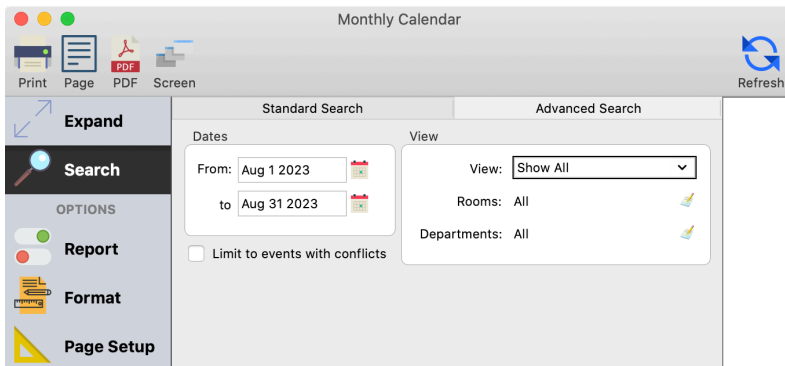 Monthly Calendar
PDF
Print Page PDF Screen Refresh
Expand
Search
OPTIONS
Report
Format
Page Setup
Standard Search Advanced Search
Dates
From: Aug 1 2023
to Aug 31 2023
Limit to events with conflicts
View
View: Show All
Rooms: All
Departments: All